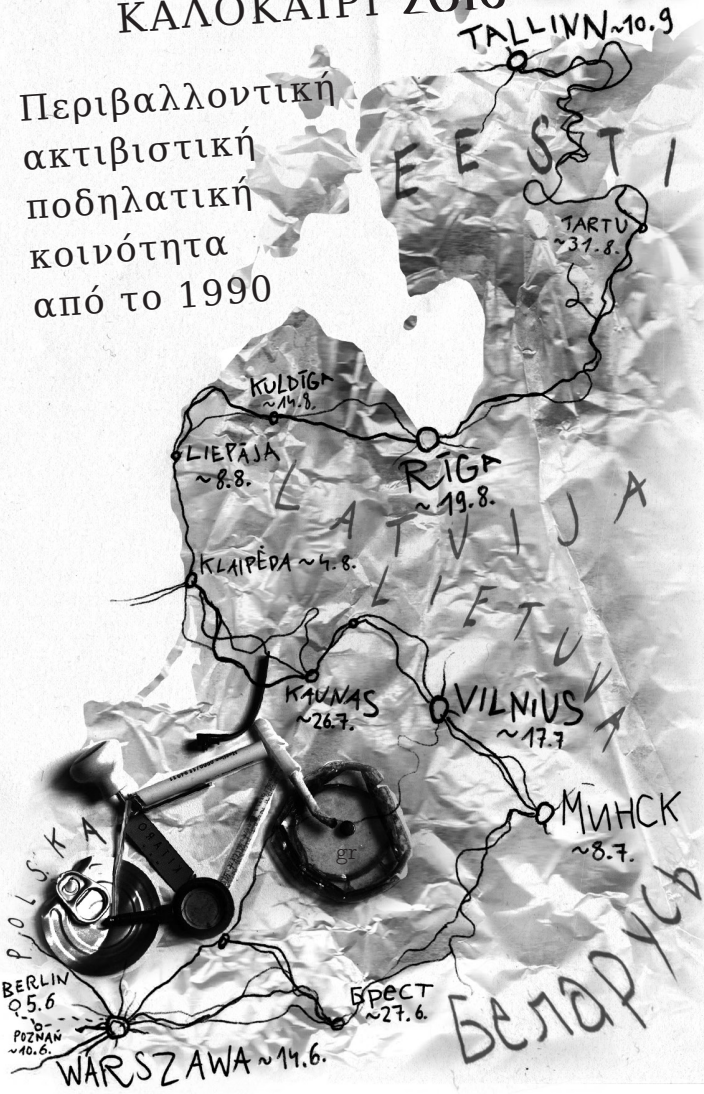 ΚΑΛΟΚΑΙΡΙ 2016
TALLINN ~10.9
Περιβαλλοντική
ακτιβιστική
ποδηλατική
κοινότητα
από το 1990
EESTI
TARTU
~31.8.
KULDĪGA
~14.8.
LIEPĀJA
~8.8.
RĪGA
~19.8.
LATVIJA
KLAIPĖDA ~4.8.
LIETUVA
KAUNAS
~26.7.
VILNIUS
~17.7
МИНСК
~8.7.
POLSKA
gr
Беларусь
BERLIN
5.6
POZNAŃ
~10.6.
БРЕСТ
~27.6.
WARSZAWA ~14.6.